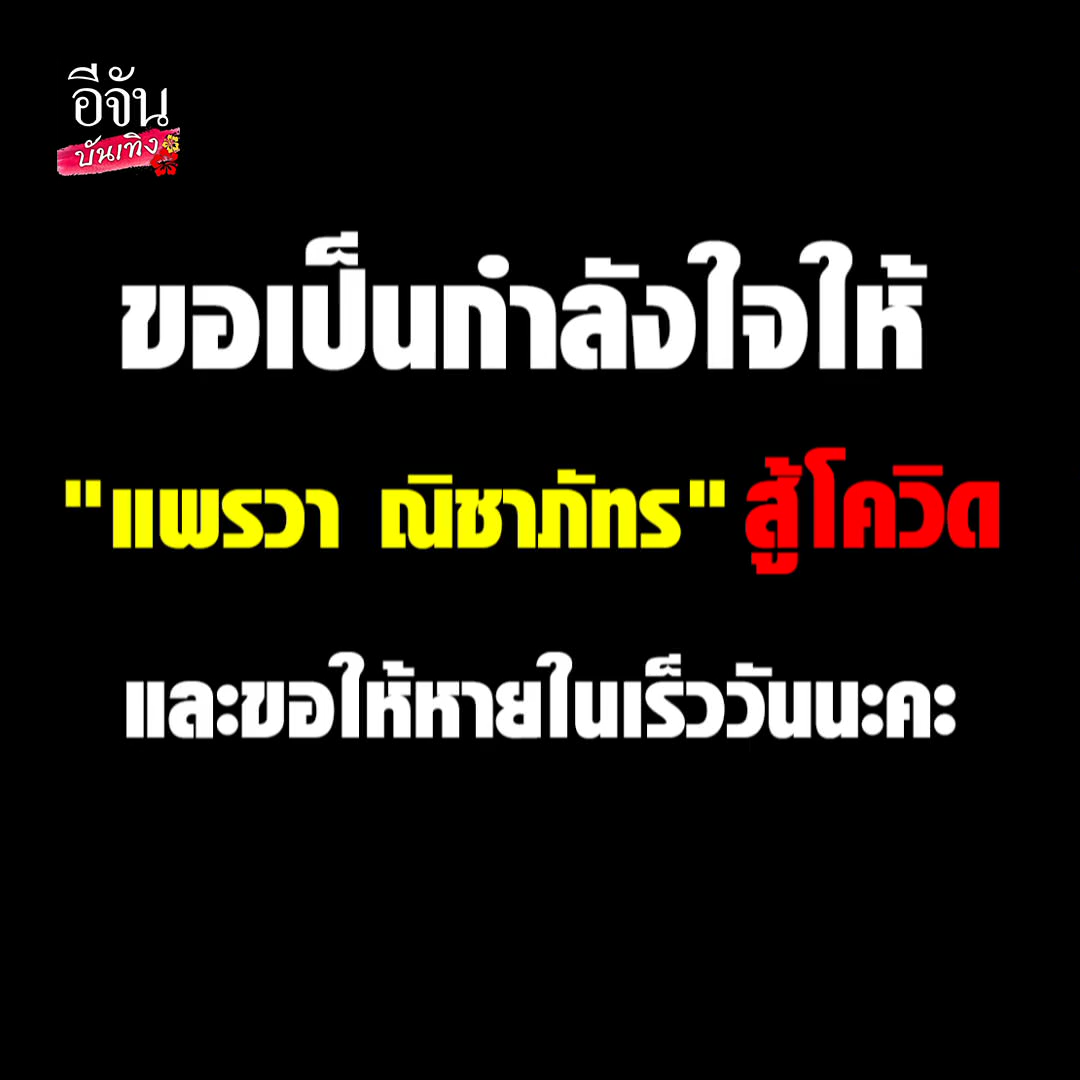 อีจัน
บันเทิง
ขอเป็นกำลังใจให้
"แพรวา ณิชาภัทร" สู้โควิด
และขอให้หายในเร็ววันนะคะ